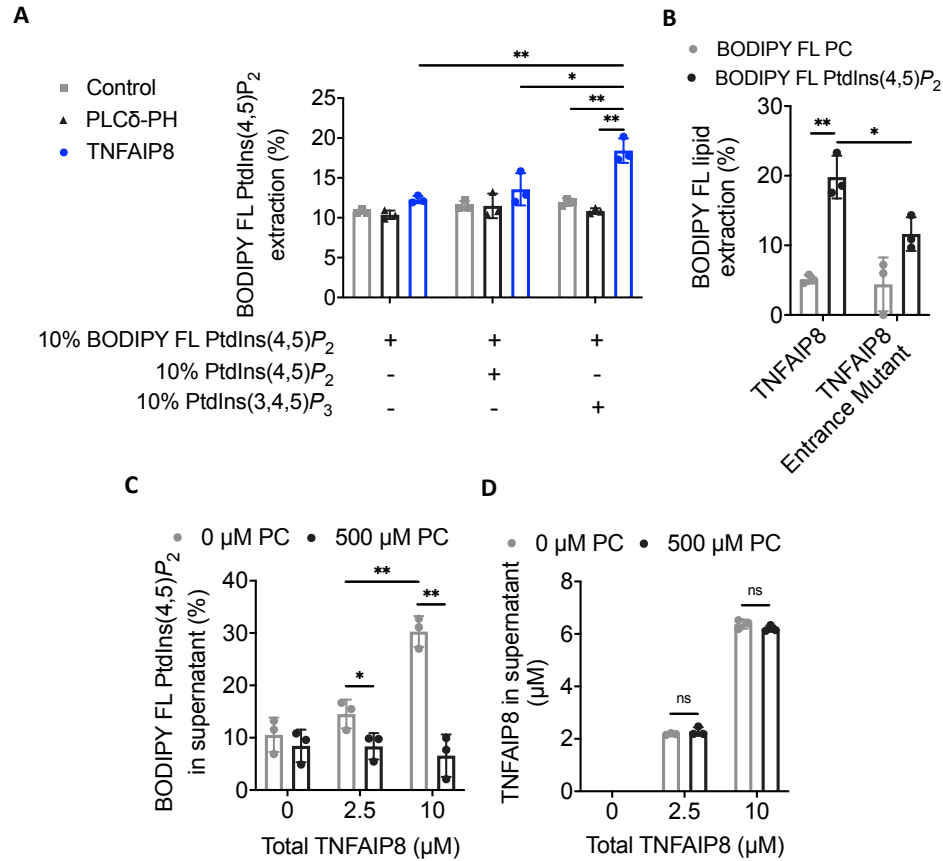 A
Control
PLCδ-PH
TNFAIP8
BODIPY FL PtdIns(4,5)P2
extraction (%)
25
20
15
10
5
0
**
*
**
**
10% BODIPY FL PtdIns(4,5)P2 + + +
10% PtdIns(4,5)P2 - + -
10% PtdIns(3,4,5)P3 - - +
B
BODIPY FL PC
BODIPY FL PtdIns(4,5)P2
BODIPY FL lipid
extraction (%)
30
20
10
0
** *
TNFAIP8
TNFAIP8
Entrance Mutant
C
0 µM PC 500 µM PC
BODIPY FL PtdIns(4,5)P2
in supernatant (%)
40
30
20
10
0
**
**
*
0 2.5 10
Total TNFAIP8 (µM)
D
0 µM PC 500 µM PC
TNFAIP8 in supernatant
(µM)
8
6
4
2
0
ns
ns
0 2.5 10
Total TNFAIP8 (µM)